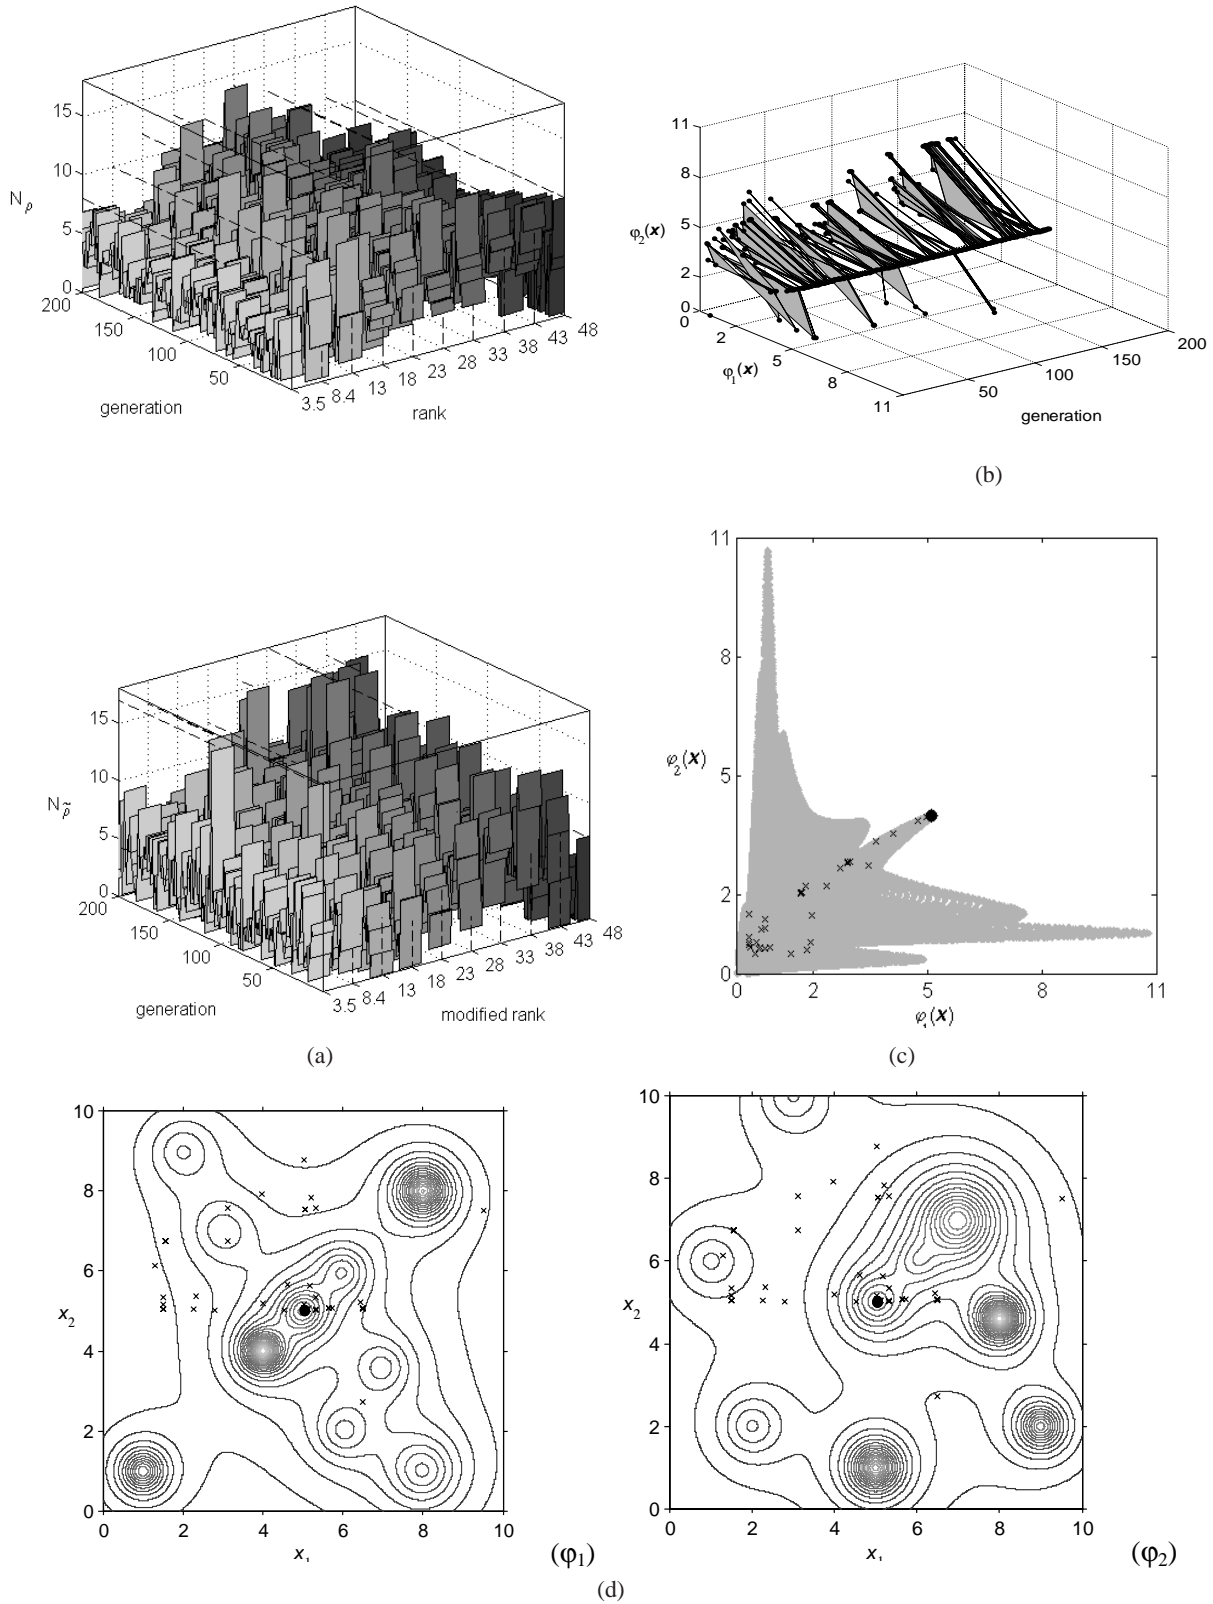 15
10
N ρ
5
0
200
150
100
50
generation
3.5 8.4 13 18 23 28 33 38 43 48
rank
11
8
φ2(x)
5
2
0
0
2
5
8
11
φ1(x)
50
100
150
200
generation
(b)
15
10
N ρ̃
5
0
200
150
100
50
generation
3.5 8.4 13 18 23 28 33 38 43 48
modified rank
(a)
11
8
φ2(x)
5
2
0
0 2 5 8 11
φ1(x)
(c)
10
8
6
x2
4
2
0
0 2 4 6 8 10
x1
(φ1)
10
8
6
x2
4
2
0
0 2 4 6 8 10
x1
(φ2)
(d)